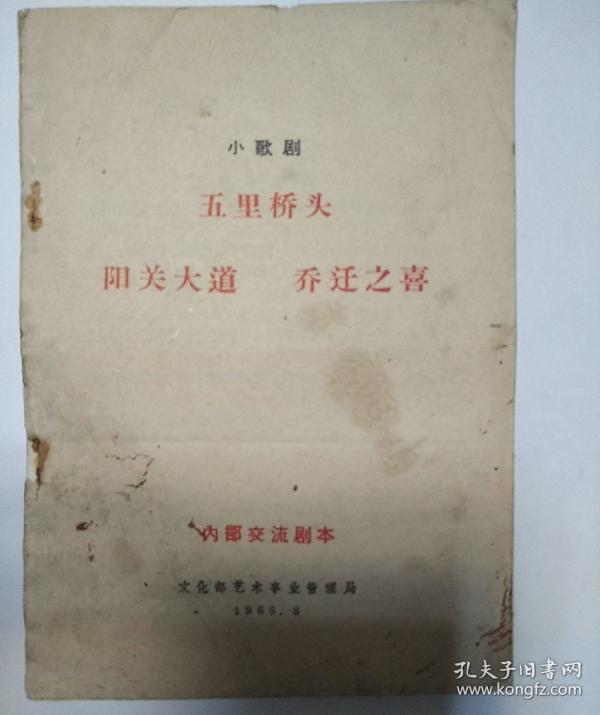 小歌剧
五里桥头
阳关大道 乔迁之喜
内部交流剧本
文化部艺术事业管理局
1965.8
孔夫子旧书网
www.kongfz.com